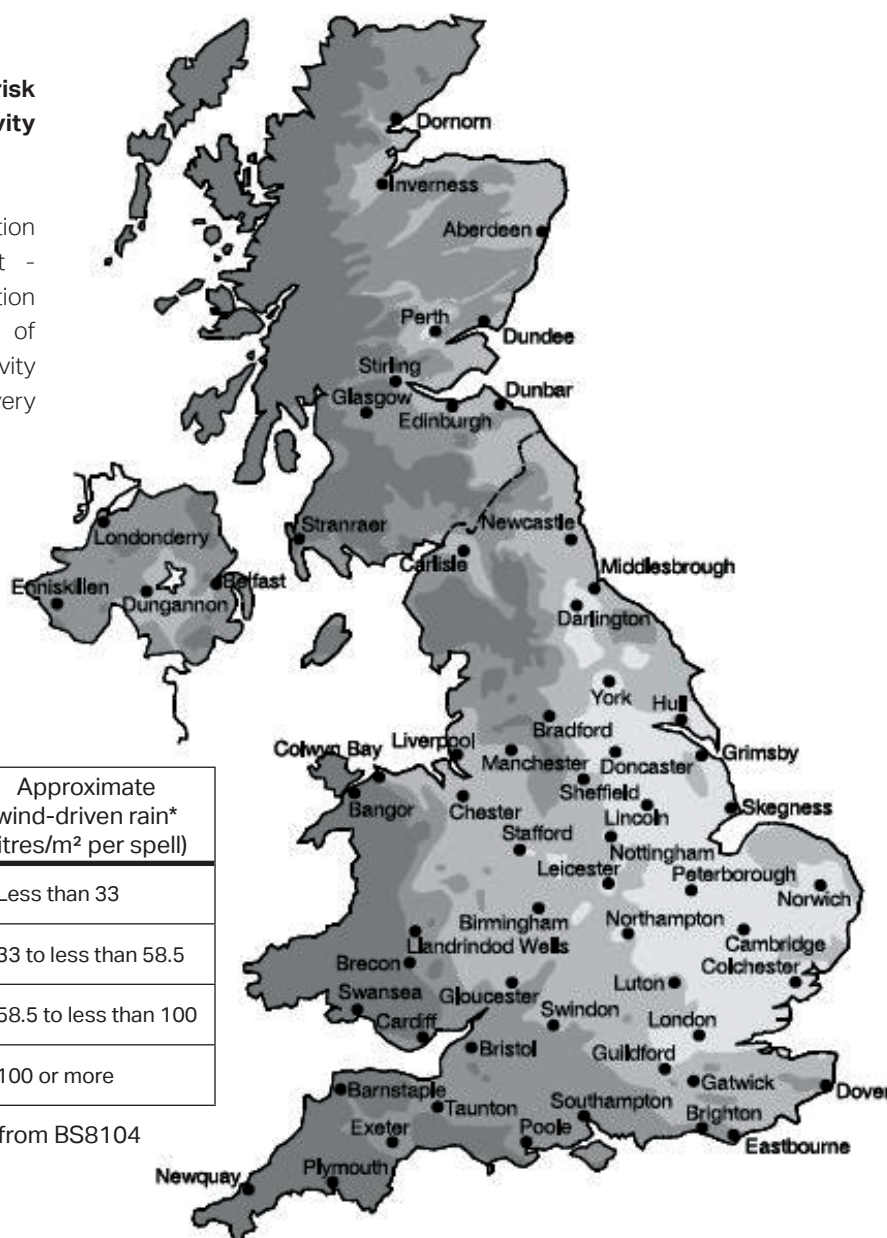 risk
vity
tion
t -
tion
of
vity
very
Dornorn
Inverness
Aberdeen
Perth
Dundee
Stirling
Glasgow
Edinburgh
Dunbar
Londonderry
Stranraer
Newcastle
Carlisle
Enniskillen
Belfast
Dungannon
Middlesbrough
Darlington
York
Hull
Bradford
Colwyn Bay
Liverpool
Manchester
Doncaster
Grimsby
Sheffield
Bangor
Chester
Lincoln
Skegness
Stafford
Nottingham
Leicester
Peterborough
Norwich
Birmingham
Northampton
Llandrindod Wells
Cambridge
Brecon
Colchester
Swansea
Gloucester
Luton
Cardiff
Swindon
London
Bristol
Guildford
Gatwick
Barnstaple
Dover
Taunton
Southampton
Brighton
Exeter
Poole
Eastbourne
Plymouth
Newquay
Approximate
wind-driven rain*
litres/m² per spell)
Less than 33
33 to less than 58.5
58.5 to less than 100
100 or more
from BS8104